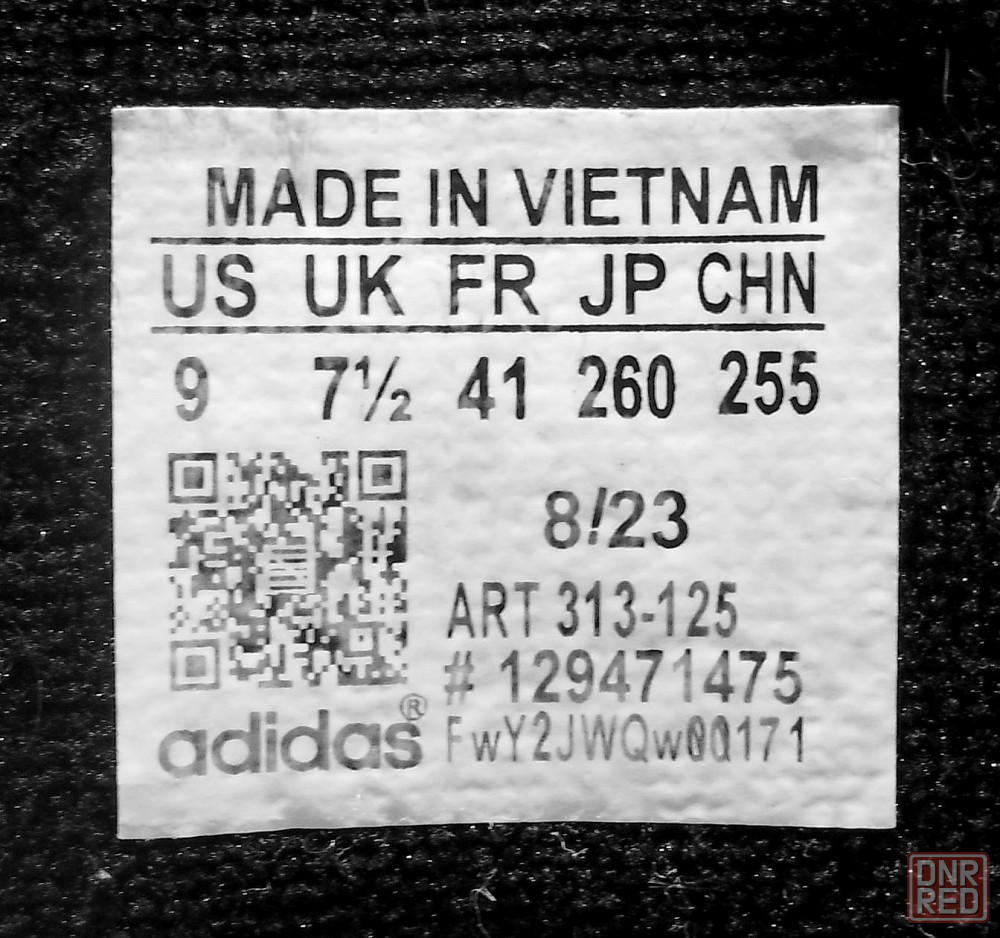 MADE IN VIETNAM
US UK FR JP CHN
9 7½ 41 260 255
8/23
ART 313-125
# 129471475
FwY2JWQw00171
adidas®
DNR
RED